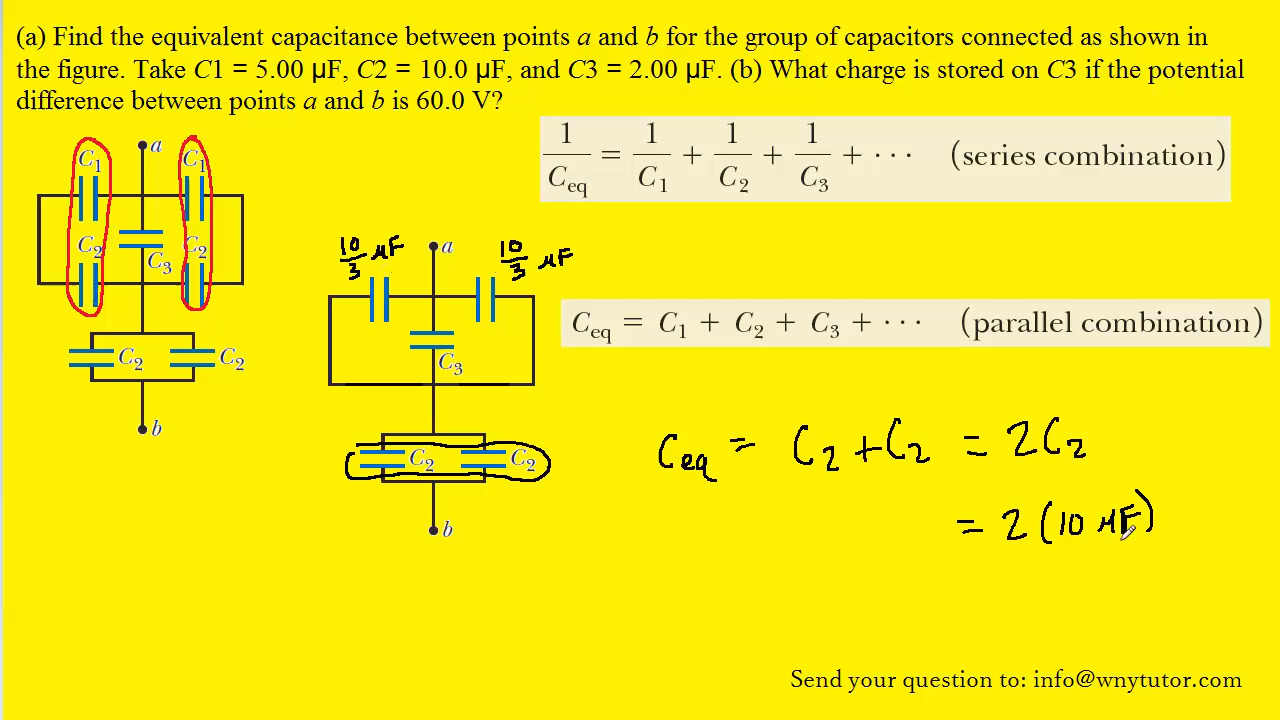 (a) Find the equivalent capacitance between points a and b for the group of capacitors connected as shown in
the figure. Take C1 = 5.00 μF, C2 = 10.0 μF, and C3 = 2.00 μF. (b) What charge is stored on C3 if the potential
difference between points a and b is 60.0 V?
1/C_eq = 1/C₁ + 1/C₂ + 1/C₃ + ··· (series combination)
a
C₁ C₁
C₂ C₂
C₃
C₂ C₂
b
10/3 μF 10/3 μF
a
C₃
C₂ C₂
b
C_eq = C₁ + C₂ + C₃ + ··· (parallel combination)
C_eq = C₂ + C₂ = 2C₂
= 2 (10 μF)
Send your question to: info@wnytutor.com